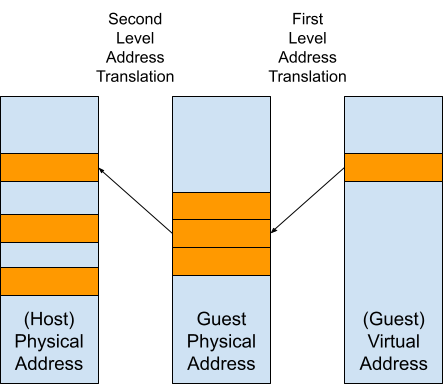 Second
Level
Address
Translation
First
Level
Address
Translation
(Host)
Physical
Address
Guest
Physical
Address
(Guest)
Virtual
Address